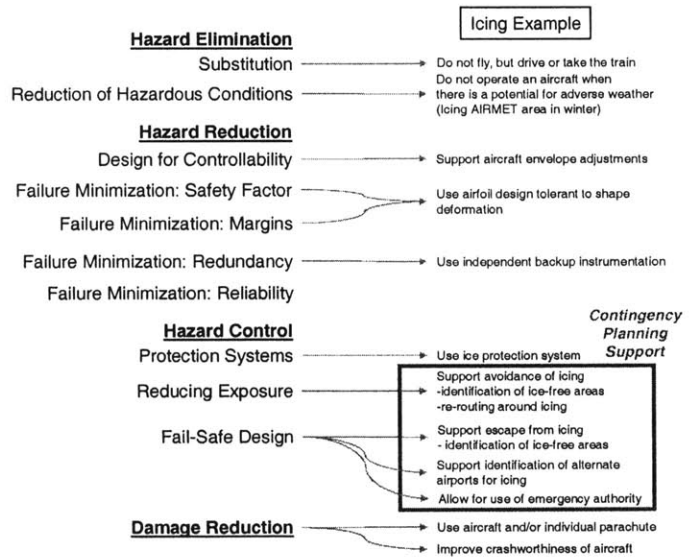 Icing Example
Hazard Elimination
Substitution
Do not fly, but drive or take the train
Reduction of Hazardous Conditions
Do not operate an aircraft when
there is a potential for adverse weather
(Icing AIRMET area in winter)
Hazard Reduction
Design for Controllability
Support aircraft envelope adjustments
Failure Minimization: Safety Factor
Use airfoil design tolerant to shape
deformation
Failure Minimization: Margins
Failure Minimization: Redundancy
Use independent backup instrumentation
Failure Minimization: Reliability
Contingency
Planning
Support
Hazard Control
Protection Systems
Use ice protection system
Reducing Exposure
Support avoidance of icing
-identification of ice-free areas
-re-routing around icing
Fail-Safe Design
Support escape from icing
- identification of ice-free areas
Support identification of alternate
airports for icing
Allow for use of emergency authority
Damage Reduction
Use aircraft and/or individual parachute
Improve crashworthiness of aircraft